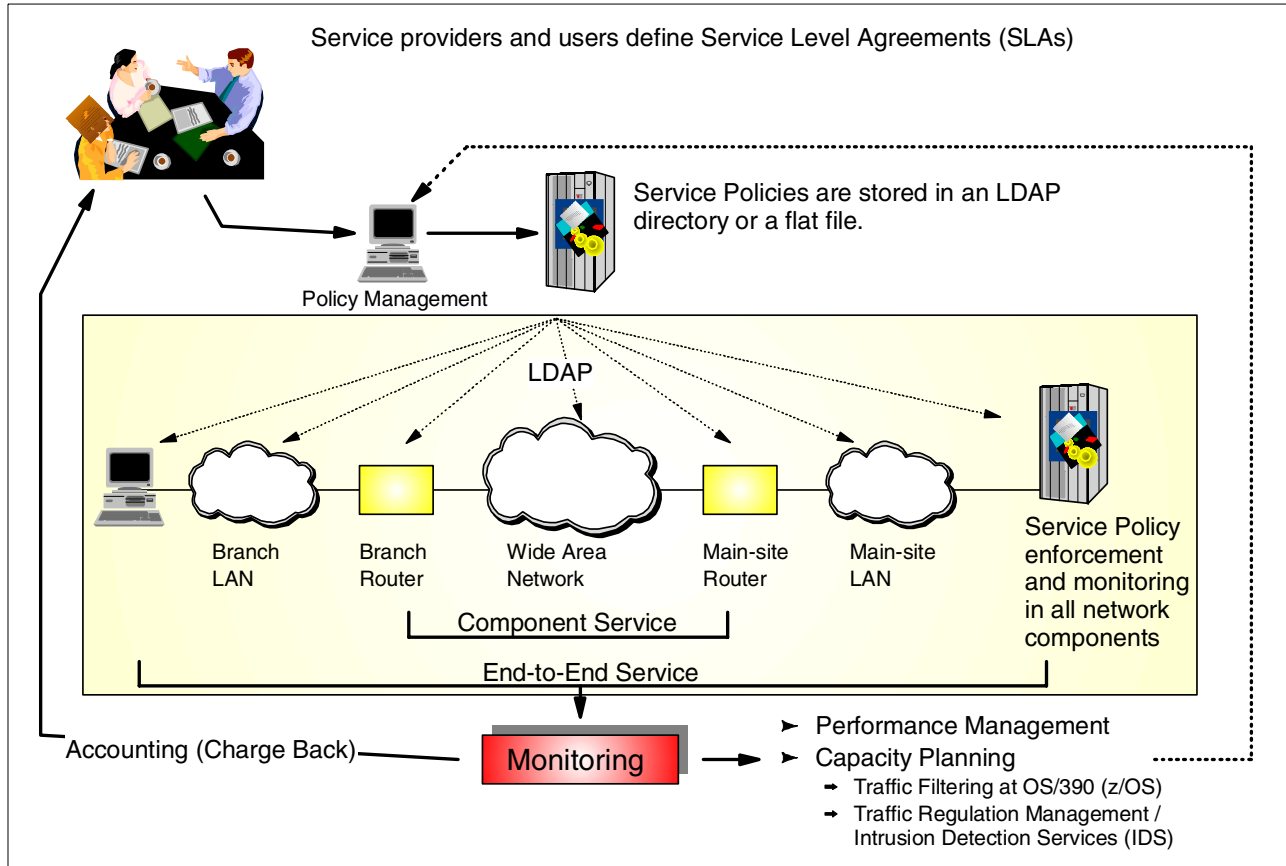 Service providers and users define Service Level Agreements (SLAs)
Service Policies are stored in an LDAP
directory or a flat file.
Policy Management
LDAP
Branch
LAN
Branch
Router
Wide Area
Network
Main-site
Router
Main-site
LAN
Service Policy
enforcement
and monitoring
in all network
components
Component Service
End-to-End Service
Accounting (Charge Back)
Monitoring
Performance Management
Capacity Planning
Traffic Filtering at OS/390 (z/OS)
Traffic Regulation Management /
Intrusion Detection Services (IDS)